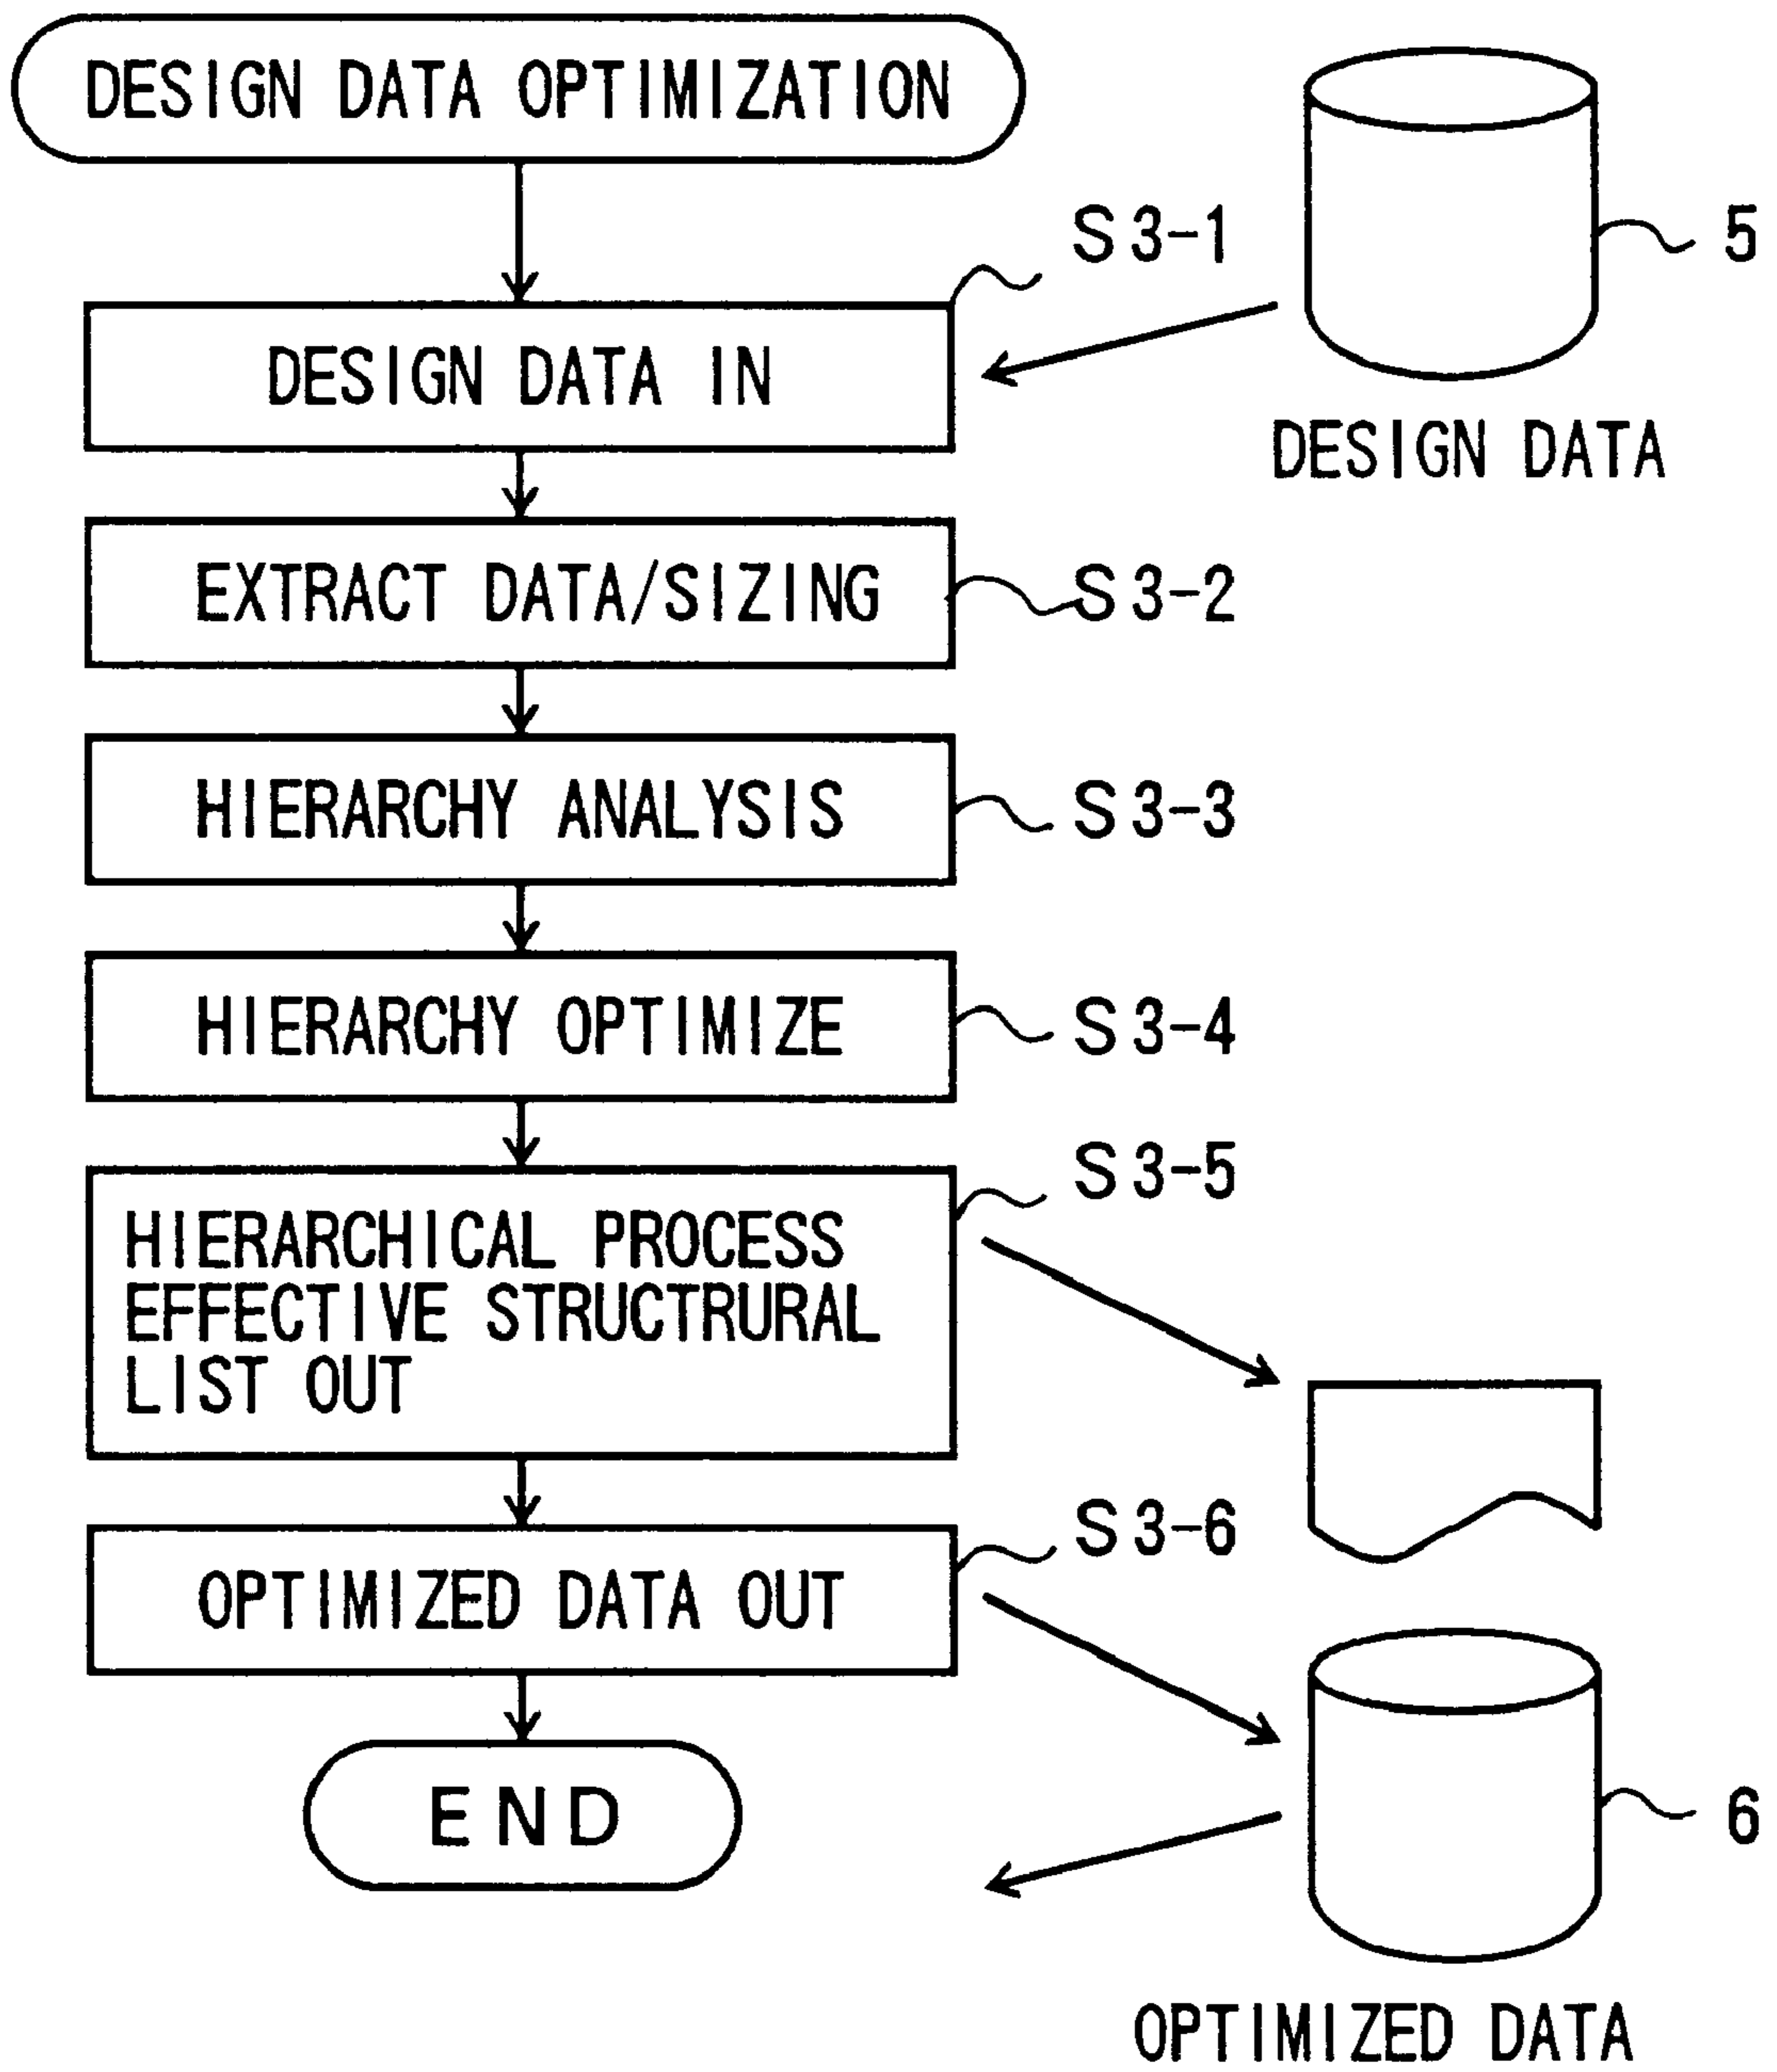 DESIGN DATA OPTIMIZATION
S3-1
5
DESIGN DATA IN
DESIGN DATA
EXTRACT DATA/SIZING
S3-2
HIERARCHY ANALYSIS
S3-3
HIERARCHY OPTIMIZE
S3-4
S3-5
HIERARCHICAL PROCESS
EFFECTIVE STRUCTRURAL
LIST OUT
S3-6
OPTIMIZED DATA OUT
END
6
OPTIMIZED DATA